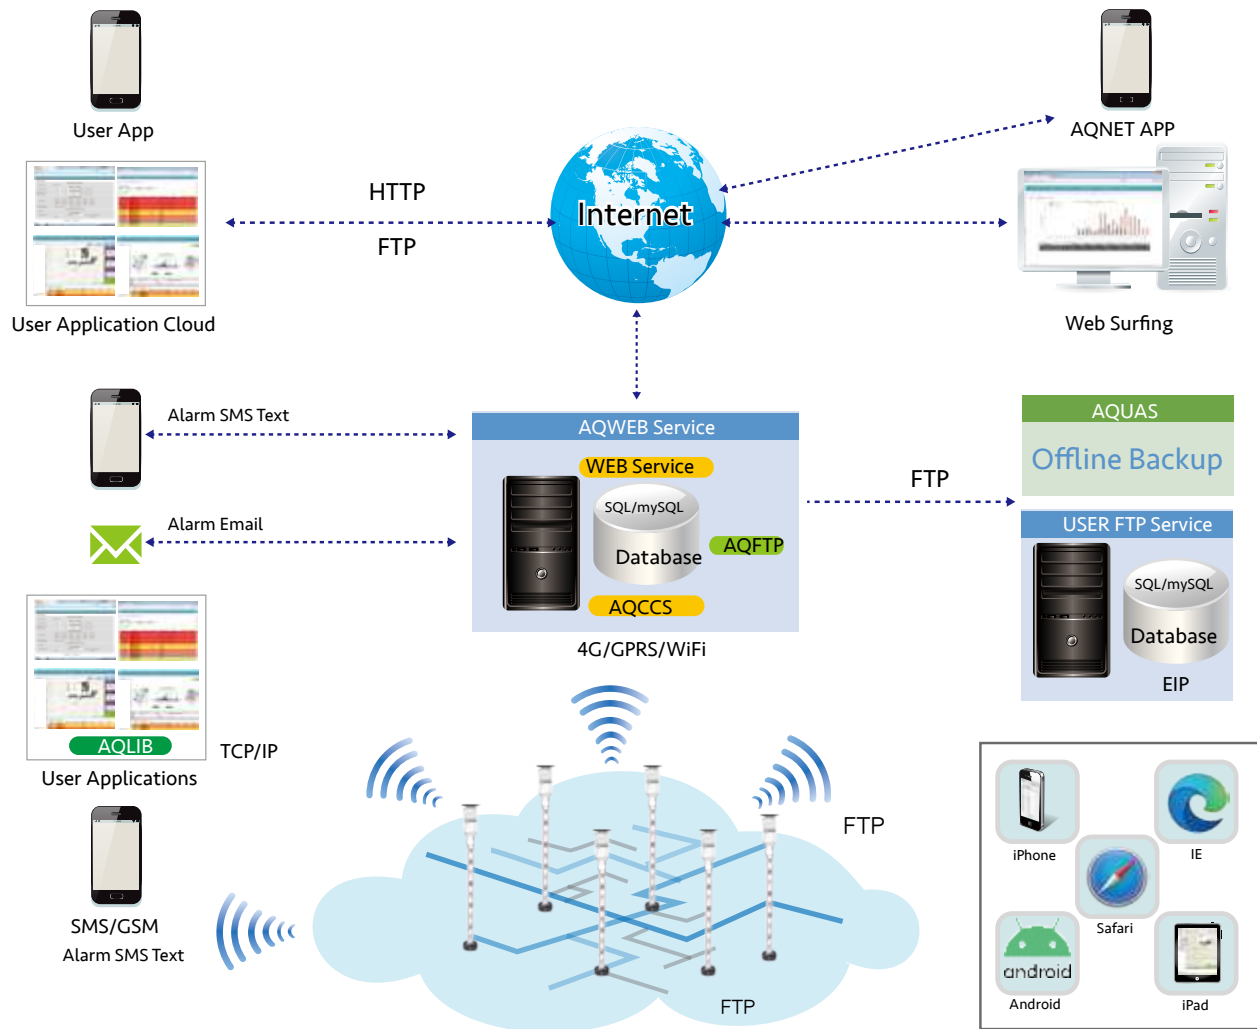 User App
AQNET APP
HTTP
Internet
FTP
User Application Cloud
Web Surfing
Alarm SMS Text
AQWEB Service
WEB Service
SQL/mySQL
Database
AQFTP
AQCCS
4G/GPRS/WiFi
FTP
AQUAS
Offline Backup
USER FTP Service
SQL/mySQL
Database
EIP
Alarm Email
AQLIB
User Applications
TCP/IP
SMS/GSM
Alarm SMS Text
FTP
FTP
iPhone
IE
Safari
android
Android
iPad